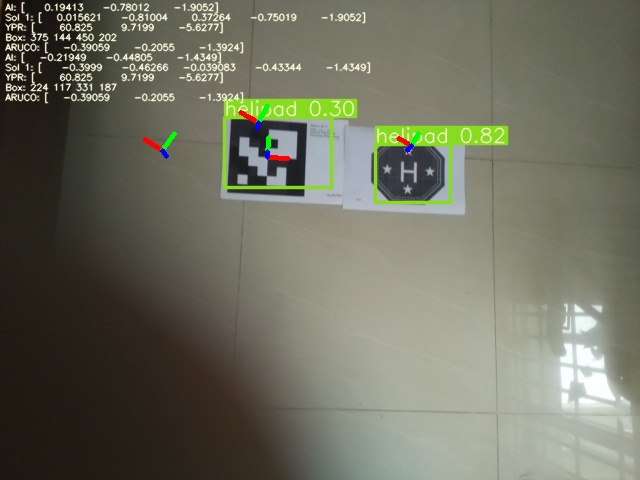 AI: [ 0.19413 -0.78012 -1.9052]
Sol 1: [ 0.015621 -0.81004 0.37264 -0.75019 -1.9052]
YPR: [ 60.825 9.7199 -5.6277]
Box: 375 144 450 202
ARUCO: [ -0.39059 -0.2055 -1.3924]
AI: [ -0.21949 -0.44805 -1.4349]
Sol 1: [ -0.3999 -0.46266 -0.039083 -0.43344 -1.4349]
YPR: [ 60.825 9.7199 -5.6277]
Box: 224 117 331 187
ARUCO: [ -0.39059 -0.2055 -1.3924]
helipad 0.30
helipad 0.82
H